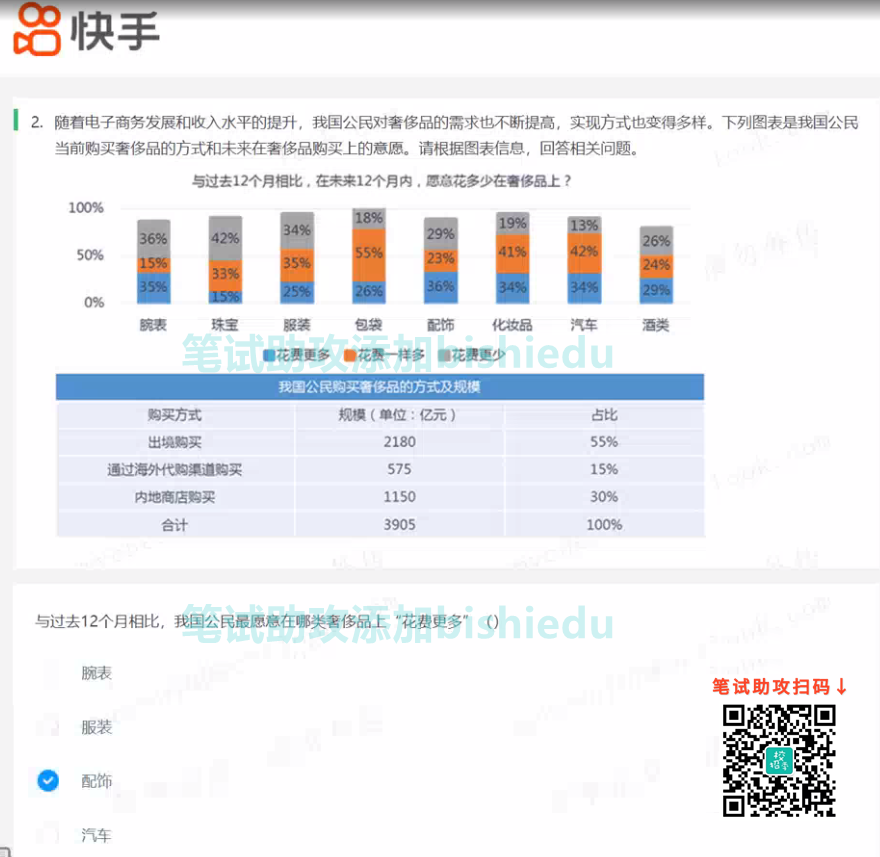 快手
2. 随着电子商务发展和收入水平的提升，我国公民对奢侈品的需求也不断提高，实现方式也变得多样。下列图表是我国公民
当前购买奢侈品的方式和未来在奢侈品购买上的意愿。请根据图表信息，回答相关问题。
与过去12个月相比，在未来12个月内，愿意花多少在奢侈品上？
100%
50%
0%
36% 42% 34% 18% 29% 19% 13% 26%
15% 33% 35% 55% 23% 41% 42% 24%
35% 15% 25% 26% 36% 34% 34% 29%
腕表 珠宝 服装 包袋 配饰 化妆品 汽车 酒类
花费更多 花费一样多 花费更少
笔试助攻添加bishiedu
我国公民购买奢侈品的方式及规模
购买方式 规模（单位：亿元） 占比
出境购买 2180 55%
通过海外代购渠道购买 575 15%
内地商店购买 1150 30%
合计 3905 100%
与过去12个月相比，我国公民最愿意在哪类奢侈品上“花费更多”（）
笔试助攻添加bishiedu
腕表
服装
配饰
汽车
笔试助攻扫码↓